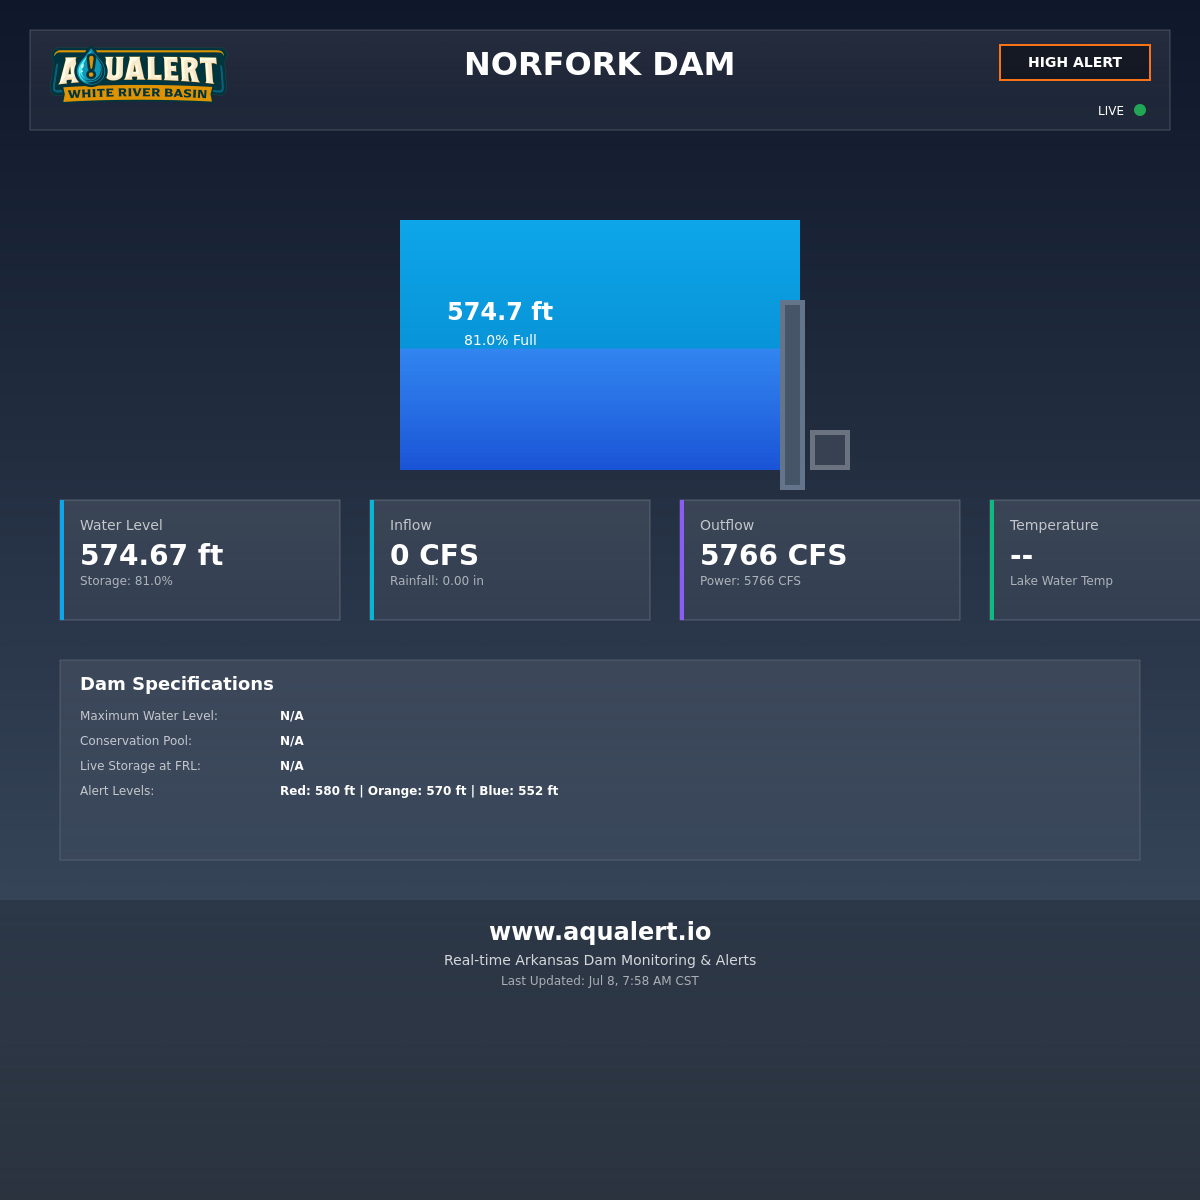 AQUALERT
WHITE RIVER BASIN
NORFORK DAM
HIGH ALERT
LIVE
574.7 ft
81.0% Full
Water Level
574.67 ft
Storage: 81.0%
Inflow
0 CFS
Rainfall: 0.00 in
Outflow
5766 CFS
Power: 5766 CFS
Temperature
--
Lake Water Temp
Dam Specifications
Maximum Water Level: N/A
Conservation Pool: N/A
Live Storage at FRL: N/A
Alert Levels: Red: 580 ft | Orange: 570 ft | Blue: 552 ft
www.aqualert.io
Real-time Arkansas Dam Monitoring & Alerts
Last Updated: Jul 8, 7:58 AM CST